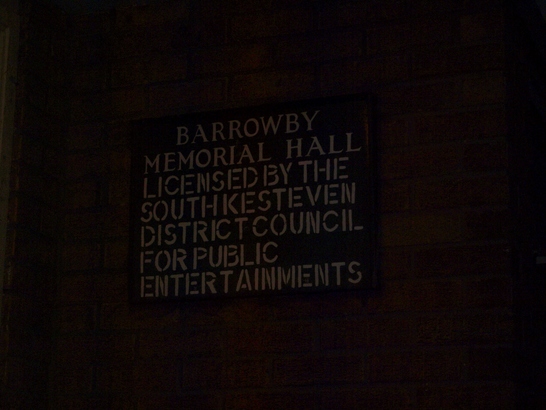 BARROWBY
MEMORIAL HALL
LICENSED BY THE
SOUTH KESTEVEN
DISTRICT COUNCIL
FOR PUBLIC
ENTERTAINMENTS